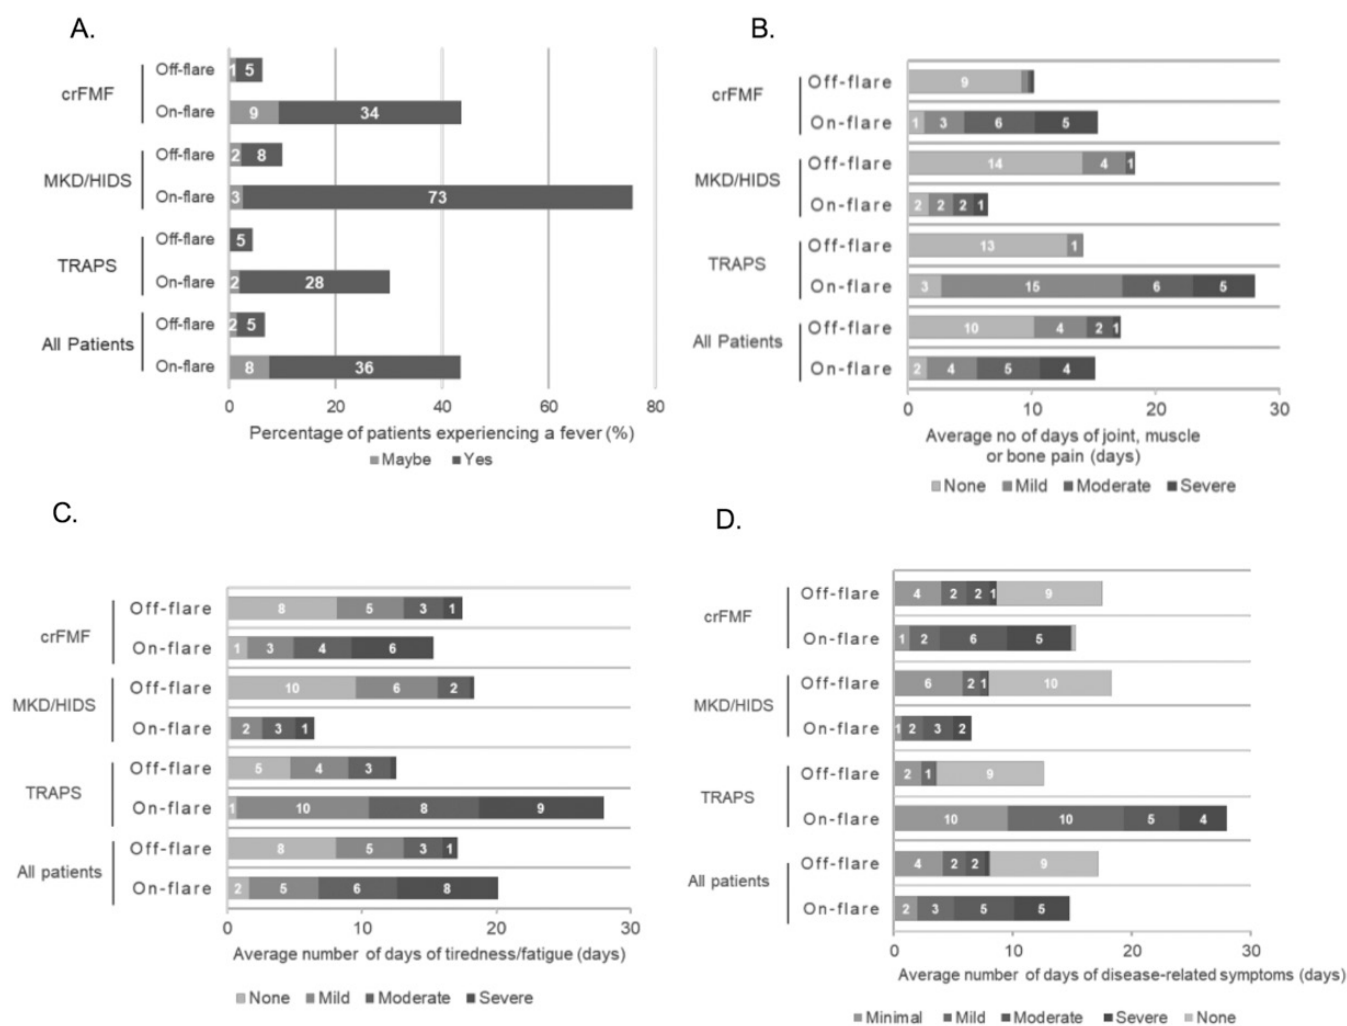 A.
crFMF
Off-flare 1 5
On-flare 9 34
MKD/HIDS
Off-flare 2 8
On-flare 3 73
TRAPS
Off-flare 5
On-flare 2 28
All Patients
Off-flare 2 5
On-flare 8 36
0 20 40 60 80
Percentage of patients experiencing a fever (%)
Maybe Yes
B.
crFMF
Off-flare 9
On-flare 1 3 6 5
MKD/HIDS
Off-flare 14 4 1
On-flare 2 2 2 1
TRAPS
Off-flare 13 1
On-flare 3 15 6 5
All Patients
Off-flare 10 4 2 1
On-flare 2 4 5 4
0 10 20 30
Average no of days of joint, muscle
or bone pain (days)
None Mild Moderate Severe
C.
crFMF
Off-flare 8 5 3 1
On-flare 1 3 4 6
MKD/HIDS
Off-flare 10 6 2
On-flare 2 3 1
TRAPS
Off-flare 5 4 3
On-flare 1 10 8 9
All patients
Off-flare 8 5 3 1
On-flare 2 5 6 8
0 10 20 30
Average number of days of tiredness/fatigue (days)
None Mild Moderate Severe
D.
crFMF
Off-flare 4 2 2 1 9
On-flare 1 2 6 5
MKD/HIDS
Off-flare 6 2 1 10
On-flare 1 2 3 2
TRAPS
Off-flare 2 1 9
On-flare 10 10 5 4
All patients
Off-flare 4 2 2 9
On-flare 2 3 5 5
0 10 20 30
Average number of days of disease-related symptoms (days)
Minimal Mild Moderate Severe None